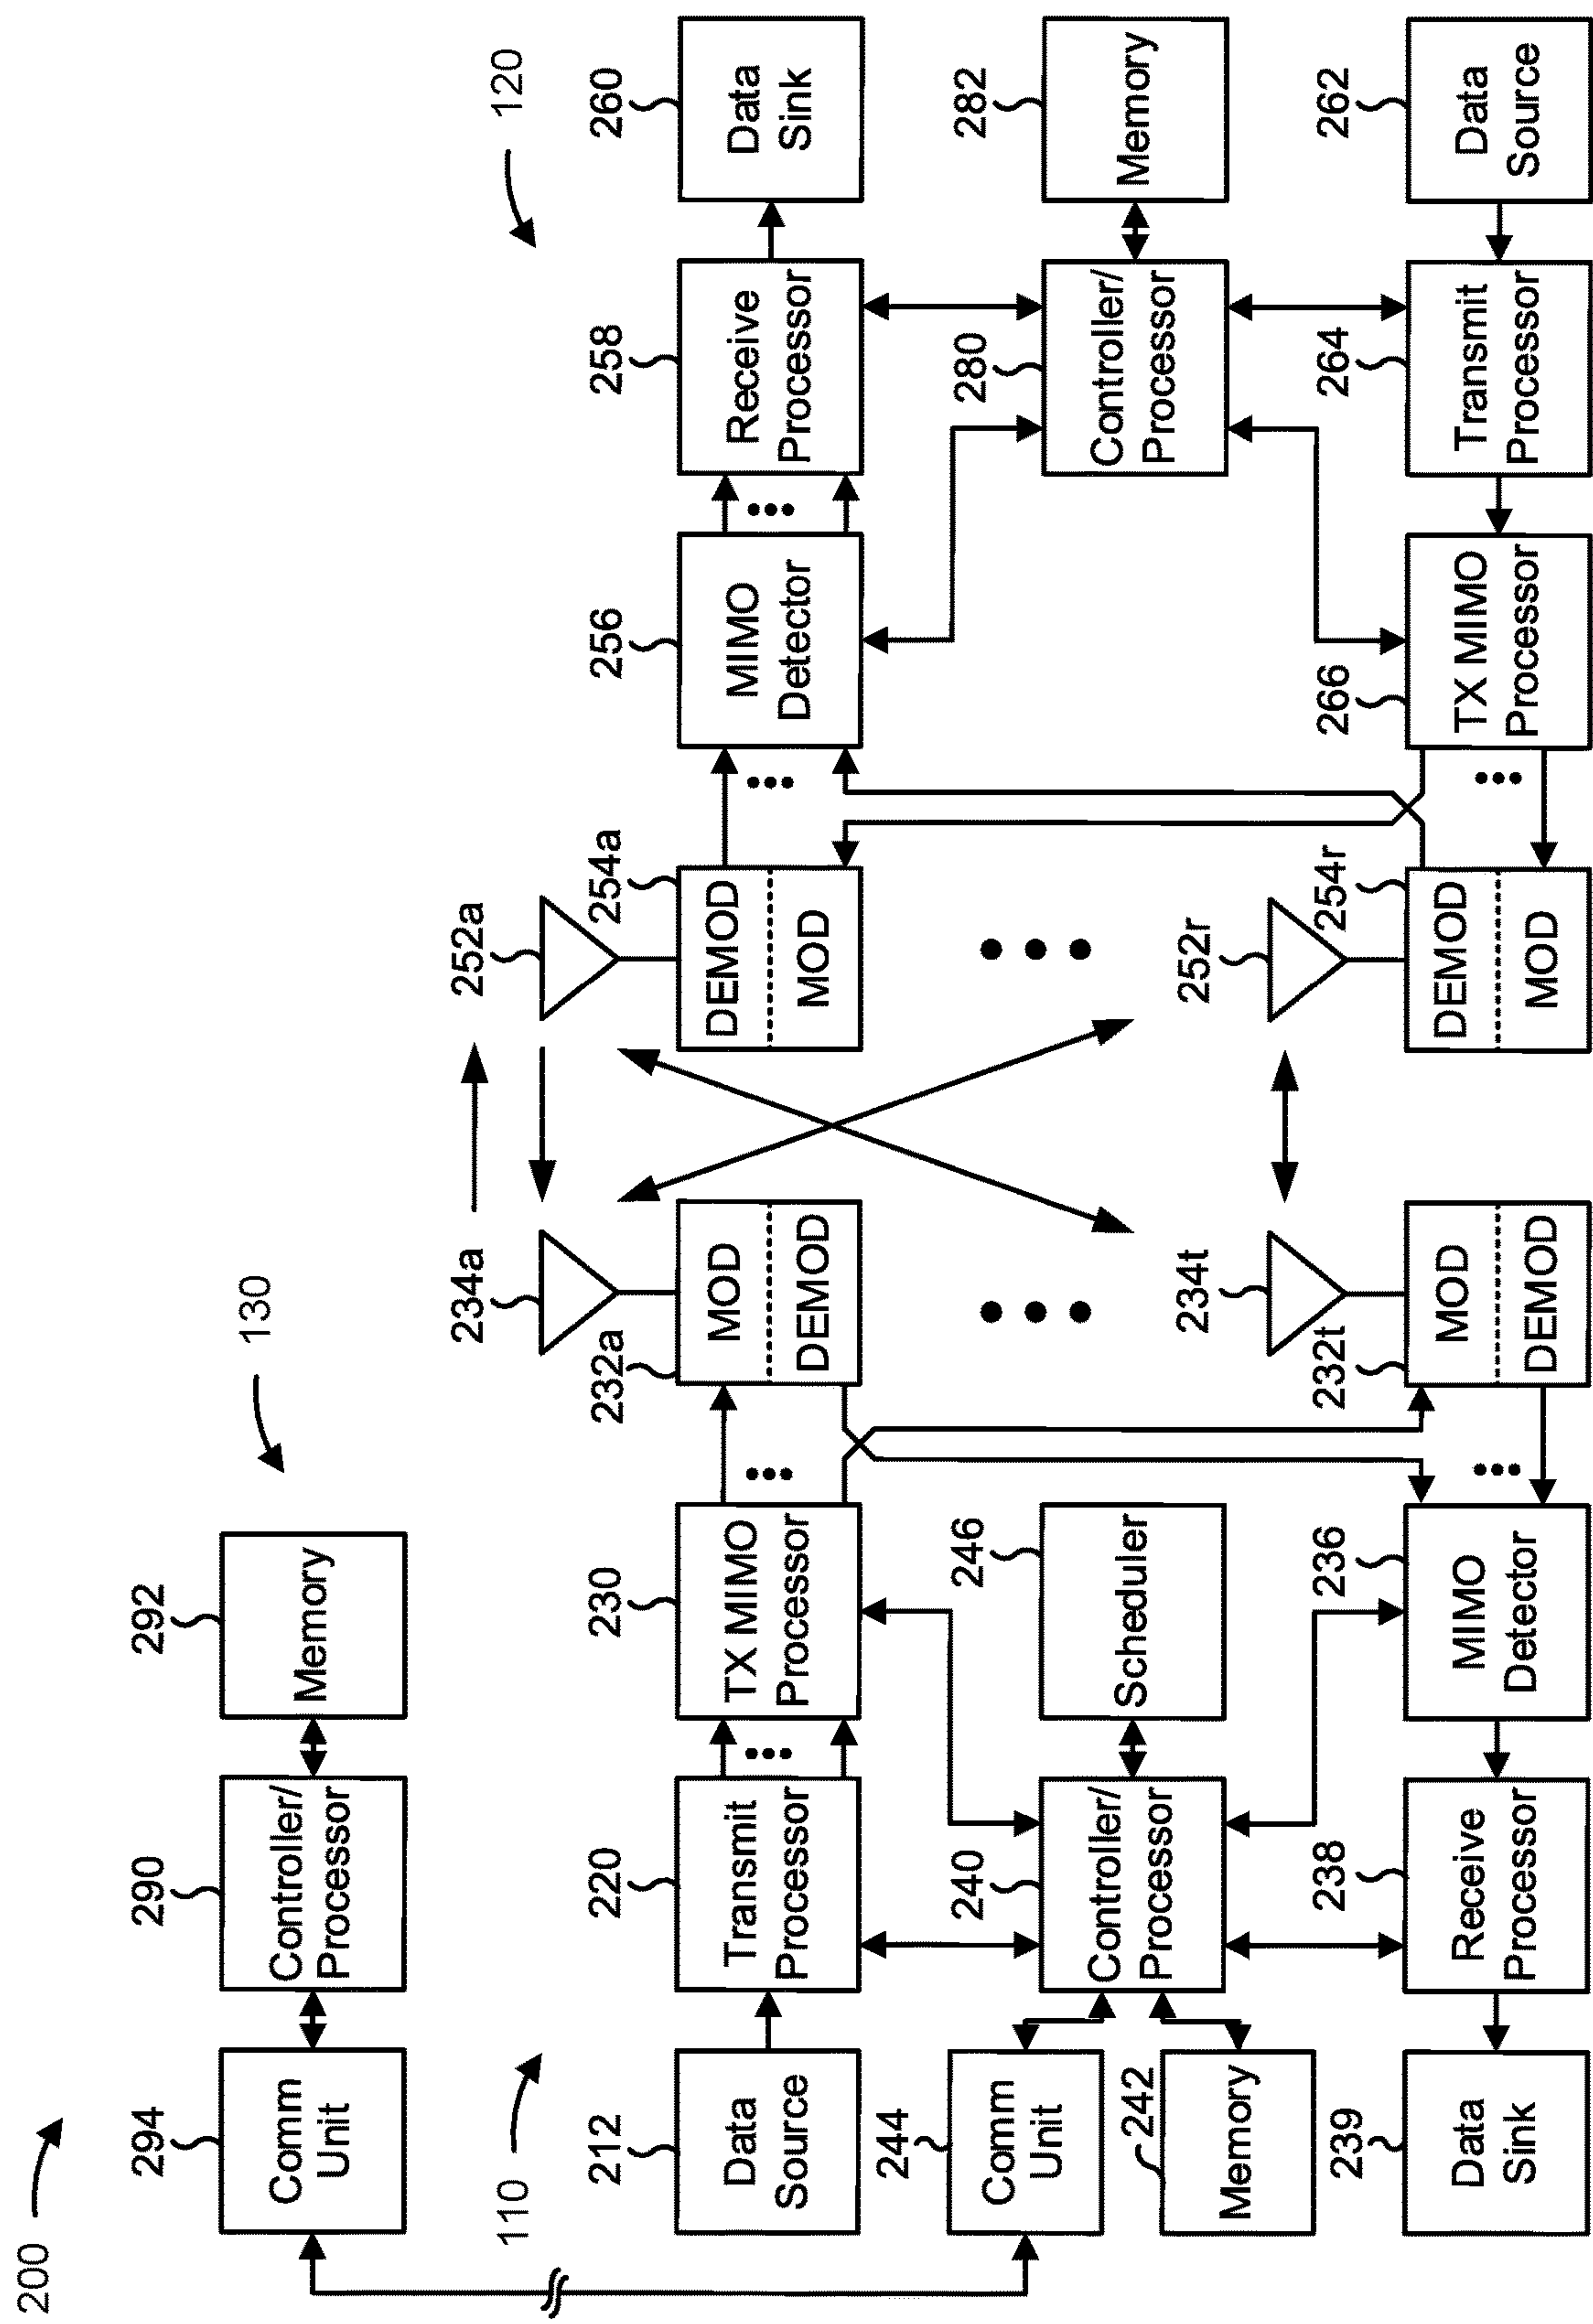 200
130
294
Comm
Unit
290
Controller/
Processor
292
Memory
110
120
212
Data
Source
220
Transmit
Processor
230
TX MIMO
Processor
232a
MOD
DEMOD
234a
252a
254a
DEMOD
MOD
256
MIMO
Detector
258
Receive
Processor
260
Data
Sink
244
Comm
Unit
242
Memory
240
Controller/
Processor
246
Scheduler
280
Controller/
Processor
282
Memory
239
Data
Sink
238
Receive
Processor
236
MIMO
Detector
232t
MOD
DEMOD
234t
252r
254r
DEMOD
MOD
266
TX MIMO
Processor
264
Transmit
Processor
262
Data
Source